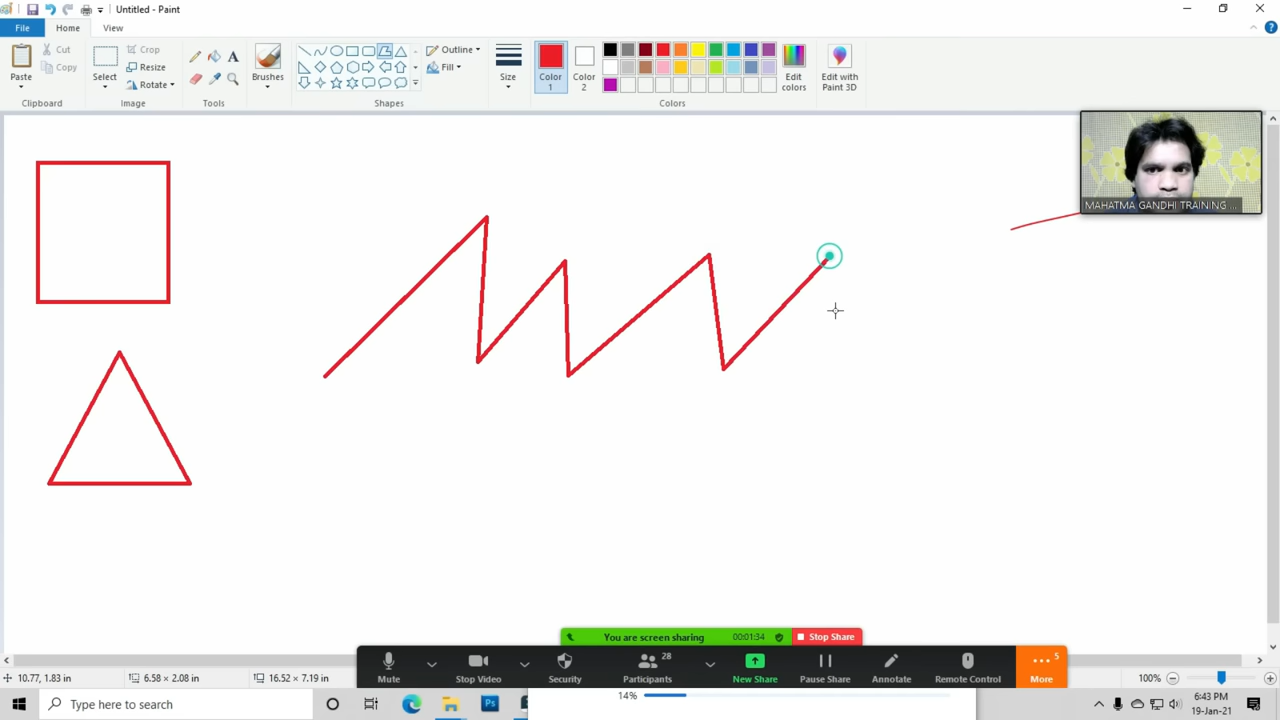 Untitled - Paint
File Home View
Paste
Cut
Copy
Clipboard
Select
Crop
Resize
Rotate
Image
A
Tools
Brushes
Outline
Fill
Shapes
Size
Color 1
Color 2
Edit colors
Colors
Edit with Paint 3D
MAHATMA GANDHI TRAINING ...
You are screen sharing 00:01:34 Stop Share
Mute
Stop Video
Security
Participants 28
New Share
Pause Share
Annotate
Remote Control
More 5
10.77, 1.83 in 6.58 × 2.08 in 16.52 × 7.19 in 100%
14%
Type here to search
Ps
6:43 PM
19-Jan-21